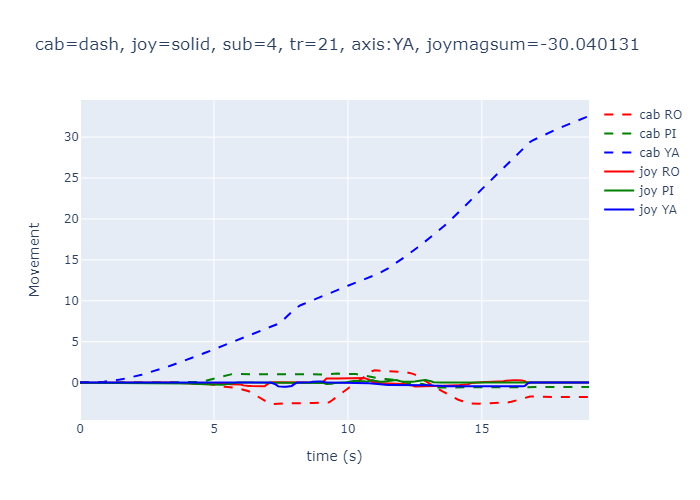 cab=dash, joy=solid, sub=4, tr=21, axis:YA, joymagsum=-30.040131
cab RO
cab PI
cab YA
joy RO
joy PI
joy YA
Movement
30
25
20
15
10
5
0
0 5 10 15
time (s)